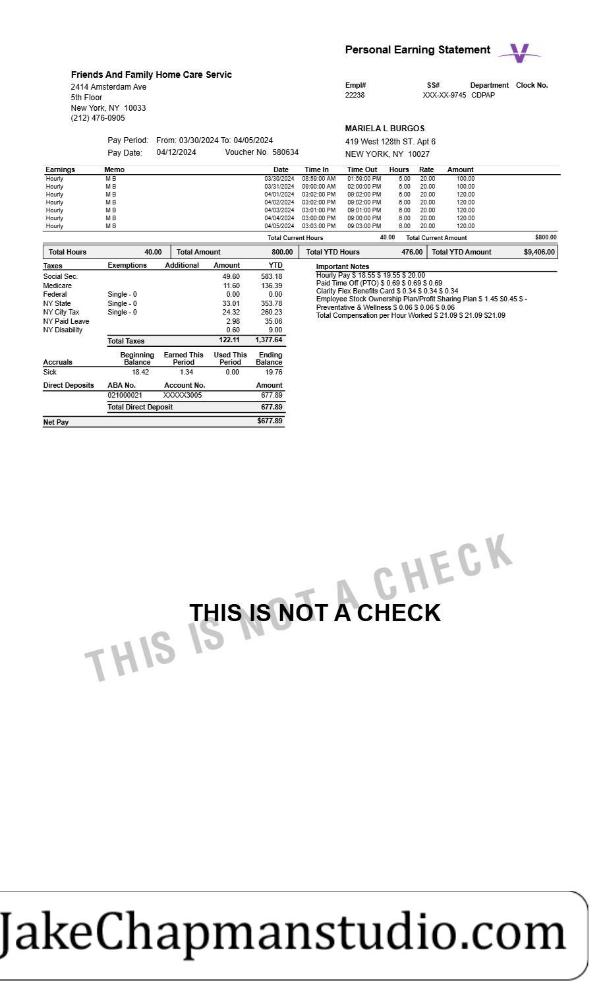 Personal Earning Statement
Friends And Family Home Care Servic
2414 Amsterdam Ave
5th Floor
New York, NY 10033
(212) 476-0905
Empl# SS# Department Clock No.
22238 XXX-XX-9745 CDPAP
MARIELA L BURGOS
419 West 128th ST. Apt 6
NEW YORK, NY 10027
Pay Period: From: 03/30/2024 To: 04/05/2024
Pay Date: 04/12/2024 Voucher No. 580634
Earnings Memo Date Time In Time Out Hours Rate Amount
Hourly M B 03/30/2024 08:59:00 AM 01:59:00 PM 5.00 20.00 100.00
Hourly M B 03/31/2024 09:00:00 AM 02:00:00 PM 5.00 20.00 100.00
Hourly M B 04/01/2024 03:02:00 PM 09:02:00 PM 6.00 20.00 120.00
Hourly M B 04/02/2024 03:02:00 PM 09:02:00 PM 6.00 20.00 120.00
Hourly M B 04/03/2024 03:01:00 PM 09:01:00 PM 6.00 20.00 120.00
Hourly M B 04/04/2024 03:00:00 PM 09:00:00 PM 6.00 20.00 120.00
Hourly M B 04/05/2024 03:03:00 PM 09:03:00 PM 6.00 20.00 120.00
Total Current Hours 40.00 Total Current Amount $800.00
Total Hours 40.00 Total Amount 800.00 Total YTD Hours 476.00 Total YTD Amount $9,406.00
Taxes Exemptions Additional Amount YTD
Social Sec. 49.60 583.18
Medicare 11.60 136.39
Federal Single - 0 0.00 0.00
NY State Single - 0 33.01 353.78
NY City Tax Single - 0 24.32 260.23
NY Paid Leave 2.98 35.06
NY Disability 0.60 9.00
Total Taxes 122.11 1,377.64
Important Notes
Hourly Pay $ 18.55 $ 19.55 $ 20.00
Paid Time Off (PTO) $ 0.69 $ 0.69 $ 0.69
Clarity Flex Benefits Card $ 0.34 $ 0.34 $ 0.34
Employee Stock Ownership Plan/Profit Sharing Plan $ 1.45 $0.45 $ -
Preventative & Wellness $ 0.06 $ 0.06 $ 0.06
Total Compensation per Hour Worked $ 21.09 $ 21.09 $21.09
Accruals Beginning Balance Earned This Period Used This Period Ending Balance
Sick 18.42 1.34 0.00 19.76
Direct Deposits ABA No. Account No. Amount
021000021 XXXXX3005 677.89
Total Direct Deposit 677.89
Net Pay $677.89
THIS IS NOT A CHECK
THIS IS NOT A CHECK
JakeChapmanstudio.com